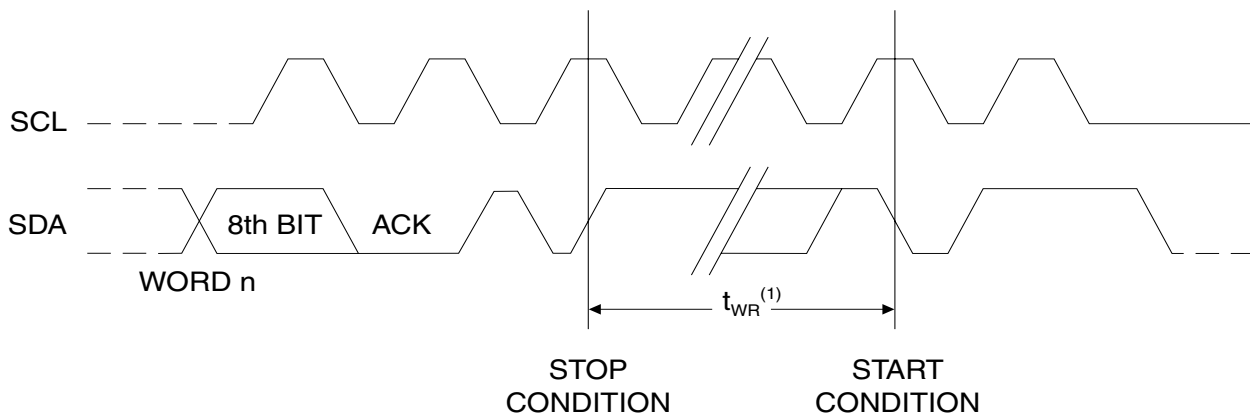 SCL
SDA
8th BIT
ACK
WORD n
tWR(1)
STOP
CONDITION
START
CONDITION